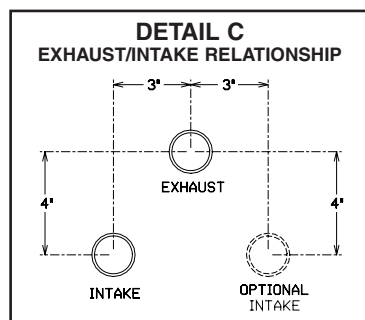 DETAIL C
EXHAUST/INTAKE RELATIONSHIP
3" 3"
EXHAUST
4" 4"
INTAKE
OPTIONAL
INTAKE